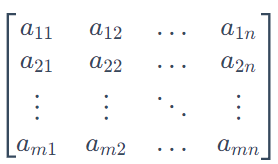 a₁₁ a₁₂ … a₁ₙ
a₂₁ a₂₂ … a₂ₙ
⋮ ⋮ ⋱ ⋮
aₘ₁ aₘ₂ … aₘₙ